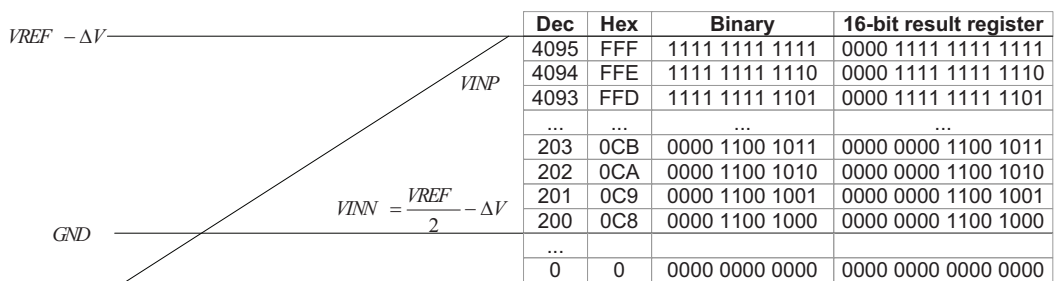 VREF − ΔV
VINP
VINN = VREF/2 − ΔV
GND
Dec Hex Binary 16-bit result register
4095 FFF 1111 1111 1111 0000 1111 1111 1111
4094 FFE 1111 1111 1110 0000 1111 1111 1110
4093 FFD 1111 1111 1101 0000 1111 1111 1101
... ... ... ...
203 0CB 0000 1100 1011 0000 0000 1100 1011
202 0CA 0000 1100 1010 0000 0000 1100 1010
201 0C9 0000 1100 1001 0000 0000 1100 1001
200 0C8 0000 1100 1000 0000 0000 1100 1000
...
0 0 0000 0000 0000 0000 0000 0000 0000